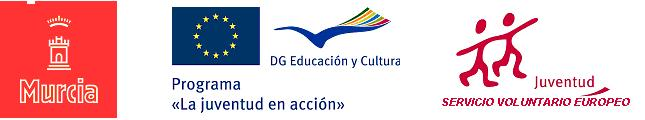 Murcia
DG Educación y Cultura
Programa
«La juventud en acción»
Juventud
SERVICIO VOLUNTARIO EUROPEO